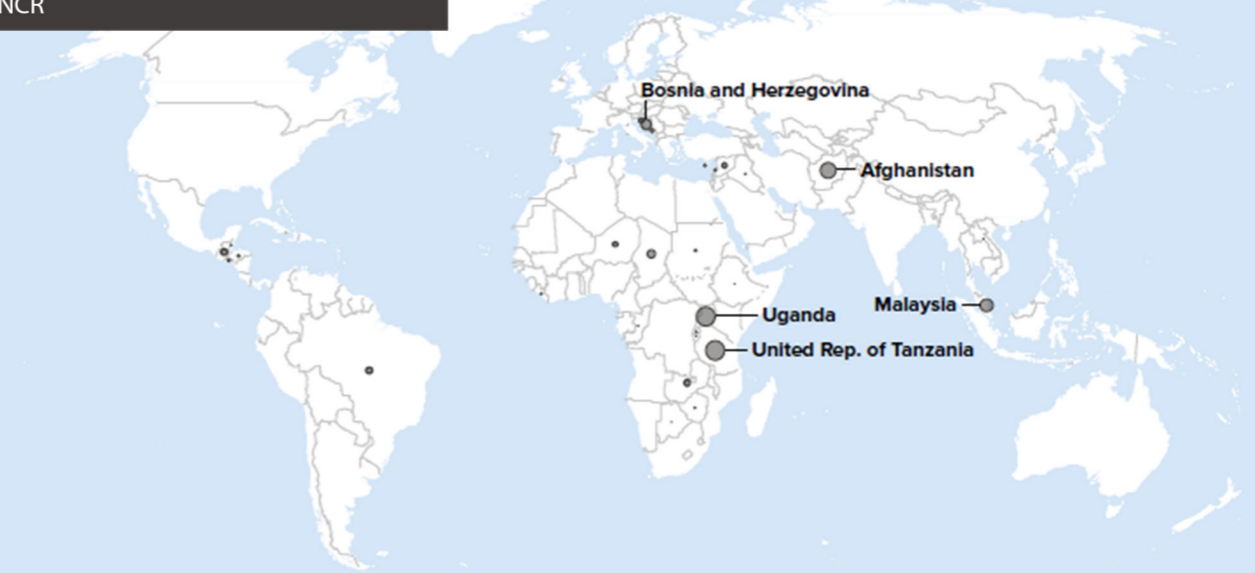 NCR
Bosnia and Herzegovina
Afghanistan
Malaysia
Uganda
United Rep. of Tanzania